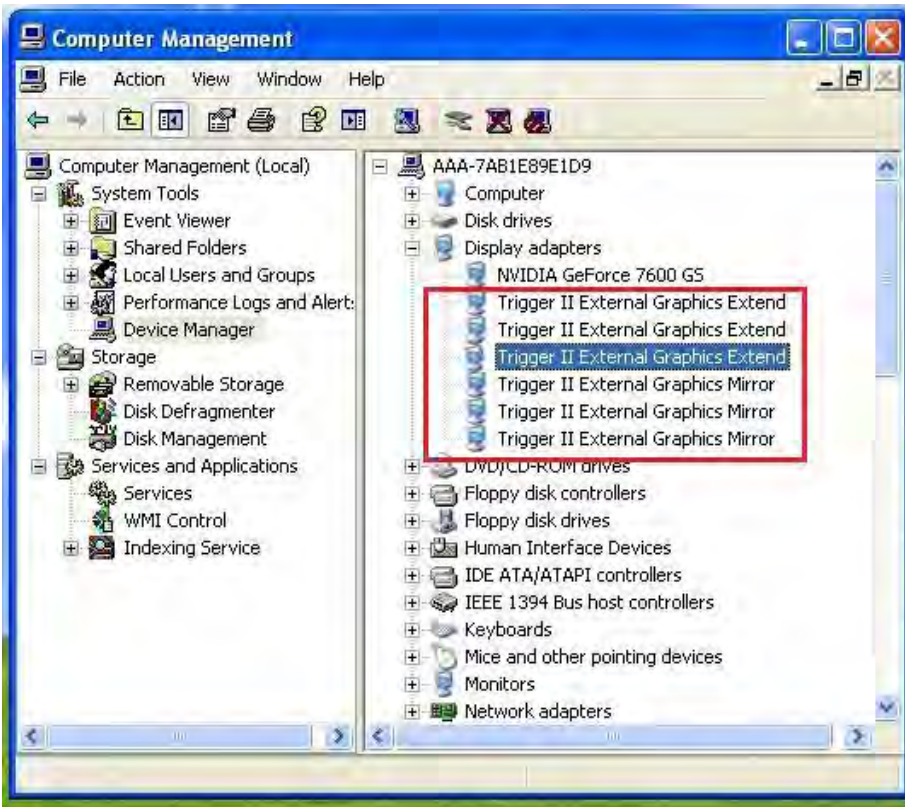 Computer Management
File Action View Window Help
Computer Management (Local)
System Tools
Event Viewer
Shared Folders
Local Users and Groups
Performance Logs and Alert:
Device Manager
Storage
Removable Storage
Disk Defragmenter
Disk Management
Services and Applications
Services
WMI Control
Indexing Service
AAA-7AB1E89E1D9
Computer
Disk drives
Display adapters
NVIDIA GeForce 7600 GS
Trigger II External Graphics Extend
Trigger II External Graphics Extend
Trigger II External Graphics Extend
Trigger II External Graphics Mirror
Trigger II External Graphics Mirror
Trigger II External Graphics Mirror
DVD/CD-ROM drives
Floppy disk controllers
Floppy disk drives
Human Interface Devices
IDE ATA/ATAPI controllers
IEEE 1394 Bus host controllers
Keyboards
Mice and other pointing devices
Monitors
Network adapters